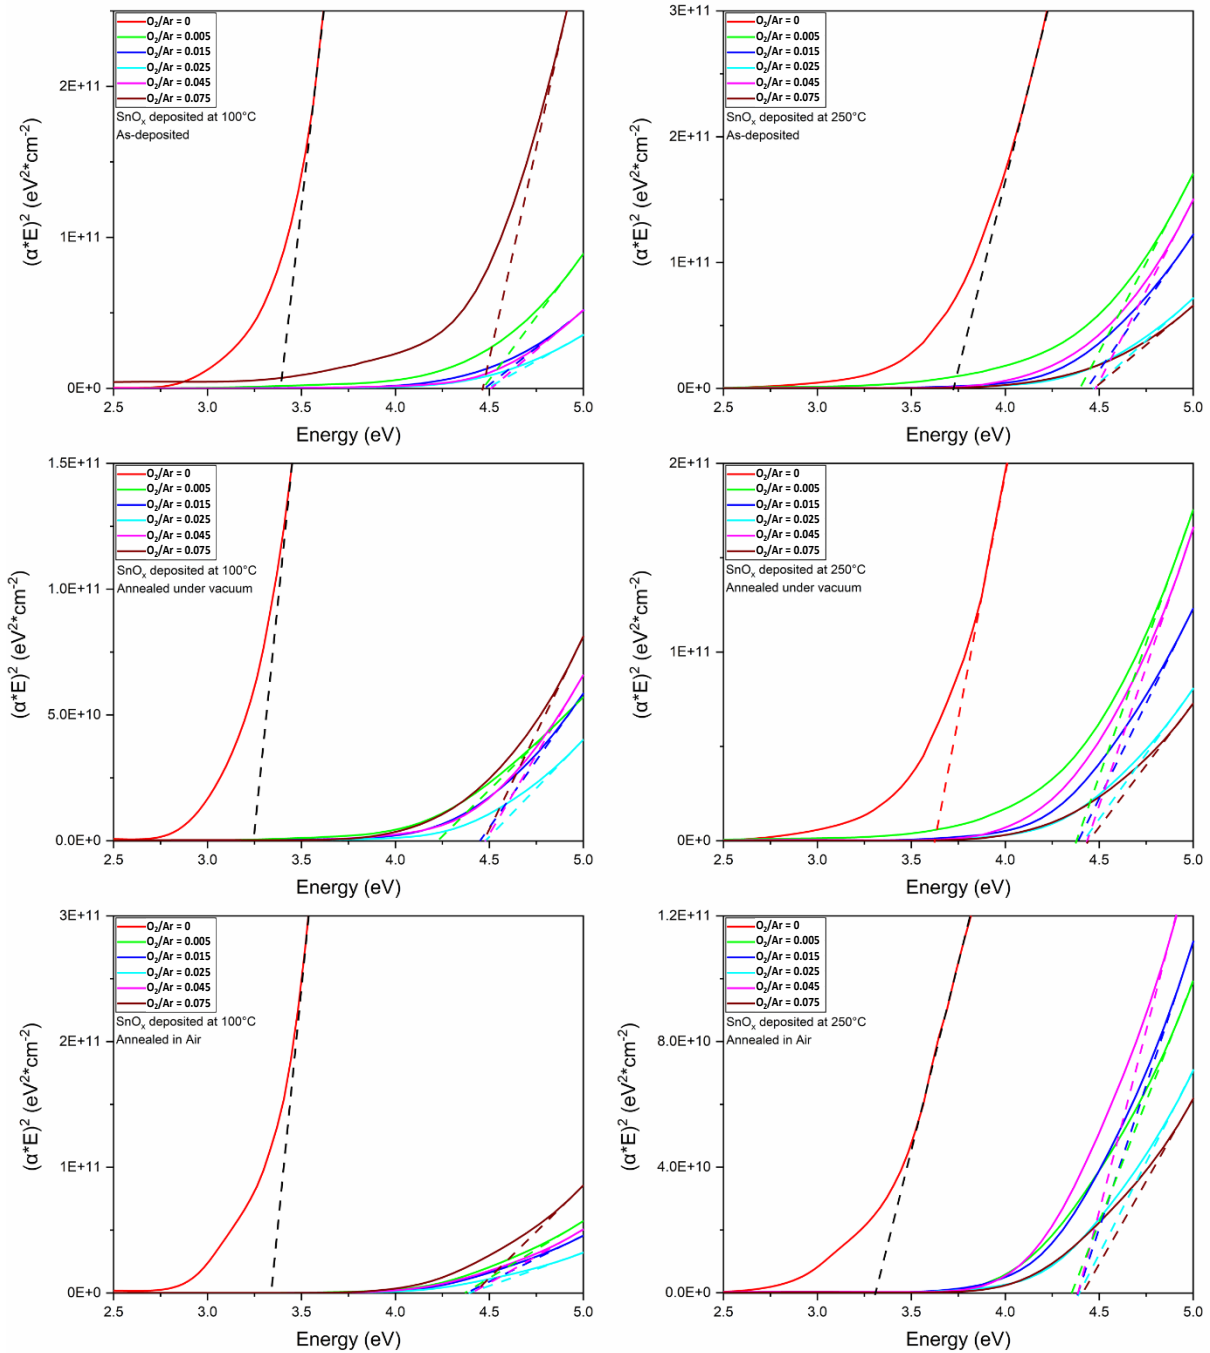 O₂/Ar = 0
O₂/Ar = 0.005
O₂/Ar = 0.015
O₂/Ar = 0.025
O₂/Ar = 0.045
O₂/Ar = 0.075
SnOₓ deposited at 100°C
As-deposited
2E+11
1E+11
0E+0
(α*E)² (eV²*cm⁻²)
2.5 3.0 3.5 4.0 4.5 5.0
Energy (eV)
O₂/Ar = 0
O₂/Ar = 0.005
O₂/Ar = 0.015
O₂/Ar = 0.025
O₂/Ar = 0.045
O₂/Ar = 0.075
SnOₓ deposited at 250°C
As-deposited
3E+11
2E+11
1E+11
0E+0
(α*E)² (eV²*cm⁻²)
2.5 3.0 3.5 4.0 4.5 5.0
Energy (eV)
O₂/Ar = 0
O₂/Ar = 0.005
O₂/Ar = 0.015
O₂/Ar = 0.025
O₂/Ar = 0.045
O₂/Ar = 0.075
SnOₓ deposited at 100°C
Annealed under vacuum
1.5E+11
1.0E+11
5.0E+10
0.0E+0
(α*E)² (eV²*cm⁻²)
2.5 3.0 3.5 4.0 4.5 5.0
Energy (eV)
O₂/Ar = 0
O₂/Ar = 0.005
O₂/Ar = 0.015
O₂/Ar = 0.025
O₂/Ar = 0.045
O₂/Ar = 0.075
SnOₓ deposited at 250°C
Annealed under vacuum
2E+11
1E+11
0E+0
(α*E)² (eV²*cm⁻²)
2.5 3.0 3.5 4.0 4.5 5.0
Energy (eV)
O₂/Ar = 0
O₂/Ar = 0.005
O₂/Ar = 0.015
O₂/Ar = 0.025
O₂/Ar = 0.045
O₂/Ar = 0.075
SnOₓ deposited at 100°C
Annealed in Air
3E+11
2E+11
1E+11
0E+0
(α*E)² (eV²*cm⁻²)
2.5 3.0 3.5 4.0 4.5 5.0
Energy (eV)
O₂/Ar = 0
O₂/Ar = 0.005
O₂/Ar = 0.015
O₂/Ar = 0.025
O₂/Ar = 0.045
O₂/Ar = 0.075
SnOₓ deposited at 250°C
Annealed in Air
1.2E+11
8.0E+10
4.0E+10
0.0E+0
(α*E)² (eV²*cm⁻²)
2.5 3.0 3.5 4.0 4.5 5.0
Energy (eV)